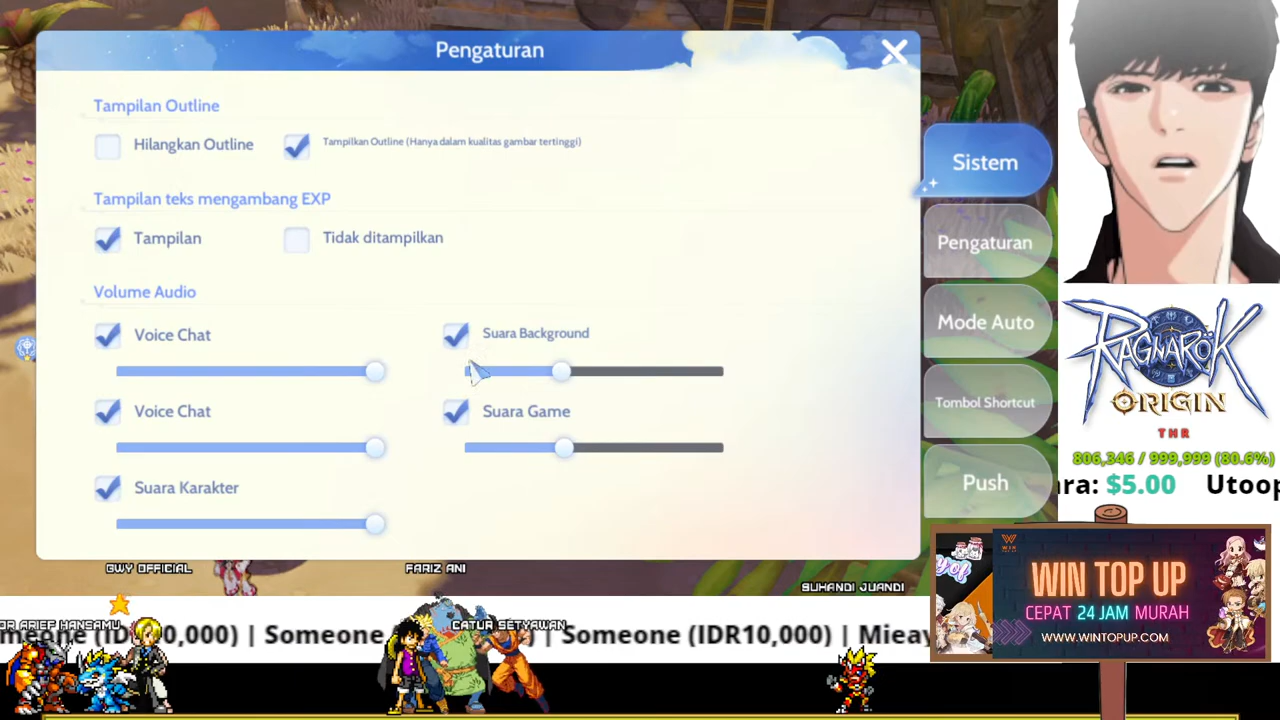 Pengaturan
Tampilan Outline
Hilangkan Outline
Tampilkan Outline (Hanya dalam kualitas gambar tertinggi)
Tampilan teks mengambang EXP
Tampilan
Tidak ditampilkan
Volume Audio
Voice Chat
Suara Background
Voice Chat
Suara Game
Suara Karakter
Sistem
Pengaturan
Mode Auto
Tombol Shortcut
Push
RAGNARÖK
ORIGIN
THR
806,346 / 999,999 (80.6%)
ara: $5.00 Utoop
WIN TOP UP
CEPAT 24 JAM MURAH
WWW.WINTOPUP.COM
GWY OFFICIAL
FARIZ ANI
SUHANDI JUANDI
OR ARIEF HANSAMU
CATUR SETYAWAN
meone (ID 0,000) | Someone ) | Someone (IDR10,000) | Mieay